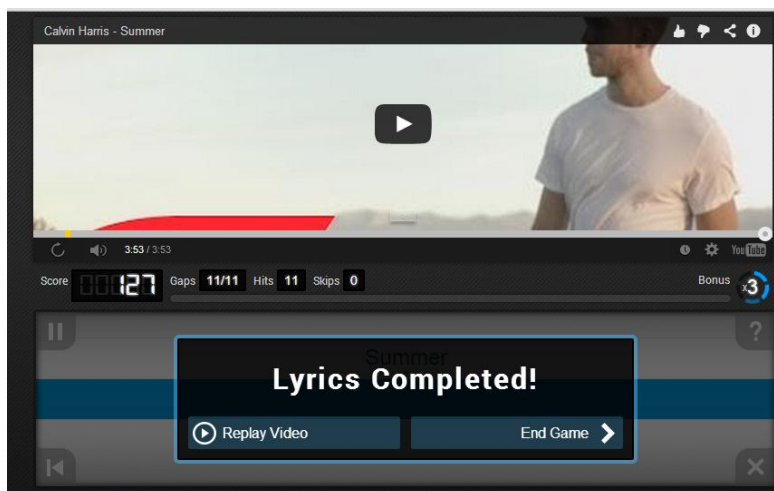 Calvin Harris - Summer
3:53 / 3:53
YouTube
Score 127 Gaps 11/11 Hits 11 Skips 0 Bonus x3
?
Summer
Lyrics Completed!
Replay Video End Game